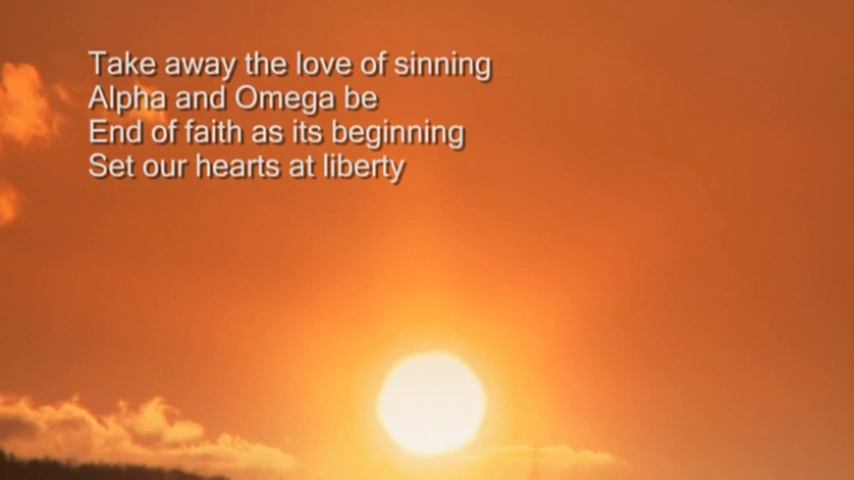 Take away the love of sinning
Alpha and Omega be
End of faith as its beginning
Set our hearts at liberty